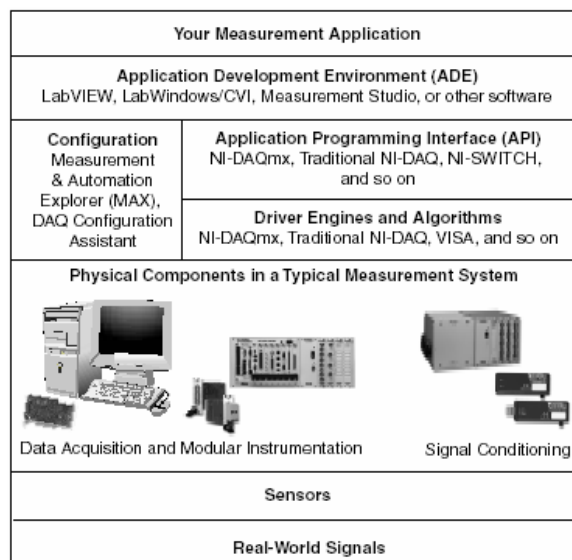 Your Measurement Application
Application Development Environment (ADE)
LabVIEW, LabWindows/CVI, Measurement Studio, or other software
Configuration
Measurement
& Automation
Explorer (MAX),
DAQ Configuration
Assistant
Application Programming Interface (API)
NI-DAQmx, Traditional NI-DAQ, NI-SWITCH,
and so on
Driver Engines and Algorithms
NI-DAQmx, Traditional NI-DAQ, VISA, and so on
Physical Components in a Typical Measurement System
Data Acquisition and Modular Instrumentation
Signal Conditioning
Sensors
Real-World Signals